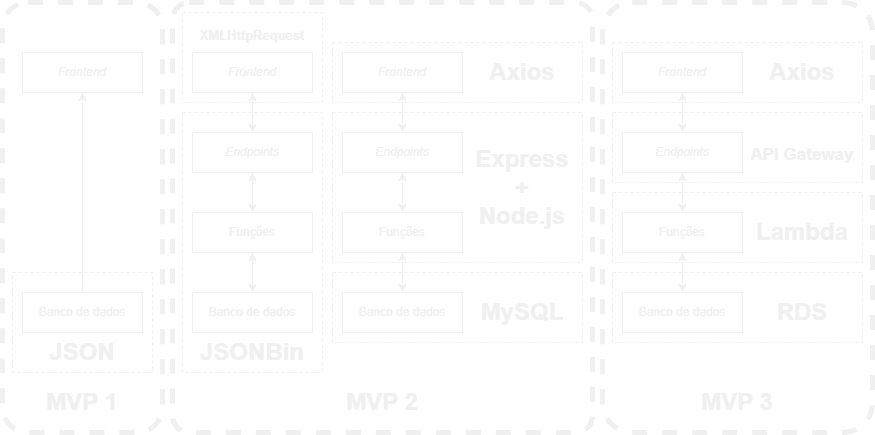 Frontend
Banco de dados
JSON
MVP 1
XMLHttpRequest
Frontend
Endpoints
Funções
Banco de dados
JSONBin
Frontend
Axios
Endpoints
Express
+
Node.js
Funções
Banco de dados
MySQL
MVP 2
Frontend
Axios
Endpoints
API Gateway
Funções
Lambda
Banco de dados
RDS
MVP 3